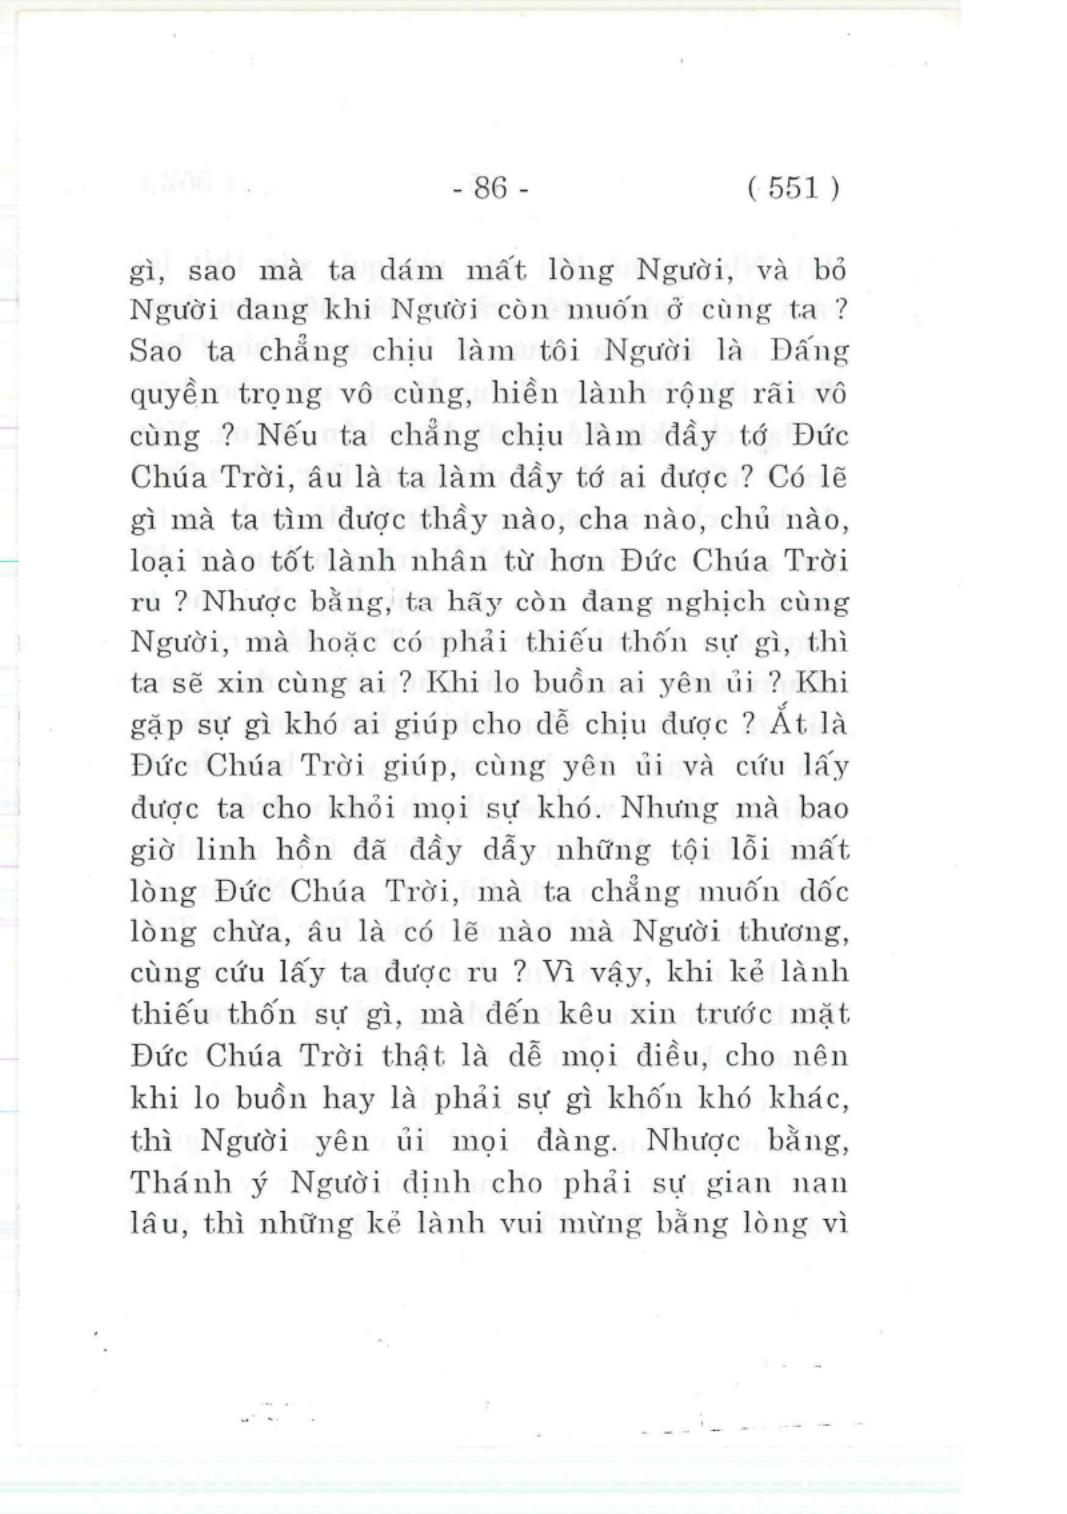 - 86 - ( 551 )
gì, sao mà ta dám mất lòng Người, và bỏ
Người đang khi Người còn muốn ở cùng ta ?
Sao ta chẳng chịu làm tôi Người là Đấng
quyền trọng vô cùng, hiền lành rộng rãi vô
cùng ? Nếu ta chẳng chịu làm đầy tớ Đức
Chúa Trời, âu là ta làm đầy tớ ai được ? Có lẽ
gì mà ta tìm được thầy nào, cha nào, chủ nào,
loại nào tốt lành nhân từ hơn Đức Chúa Trời
ru ? Nhược bằng, ta hãy còn đang nghịch cùng
Người, mà hoặc có phải thiếu thốn sự gì, thì
ta sẽ xin cùng ai ? Khi lo buồn ai yên ủi ? Khi
gặp sự gì khó ai giúp cho dễ chịu được ? Ắt là
Đức Chúa Trời giúp, cùng yên ủi và cứu lấy
được ta cho khỏi mọi sự khó. Nhưng mà bao
giờ linh hồn đã đầy dẫy những tội lỗi mất
lòng Đức Chúa Trời, mà ta chẳng muốn dốc
lòng chừa, âu là có lẽ nào mà Người thương,
cùng cứu lấy ta được ru ? Vì vậy, khi kẻ lành
thiếu thốn sự gì, mà đến kêu xin trước mặt
Đức Chúa Trời thật là dễ mọi điều, cho nên
khi lo buồn hay là phải sự gì khốn khó khác,
thì Người yên ủi mọi đàng. Nhược bằng,
Thánh ý Người định cho phải sự gian nan
lâu, thì những kẻ lành vui mừng bằng lòng vì